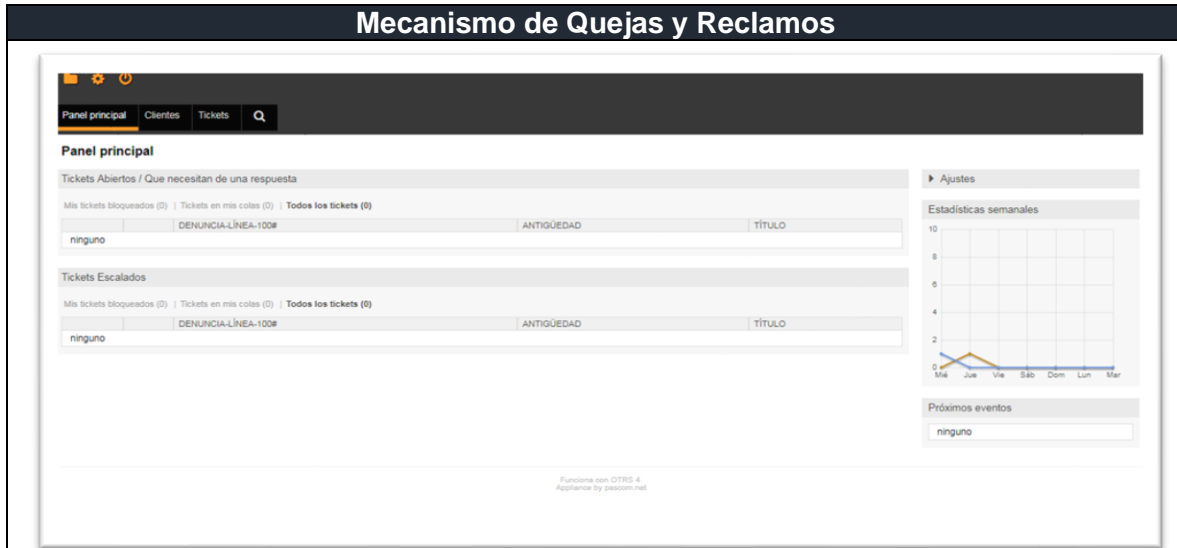 Mecanismo de Quejas y Reclamos
Panel principal Clientes Tickets
Panel principal
Tickets Abiertos / Que necesitan de una respuesta
Mis tickets bloqueados (0) | Tickets en mis colas (0) | Todos los tickets (0)
DENUNCIA-LÍNEA-100# ANTIGÜEDAD TÍTULO
ninguno
Tickets Escalados
Mis tickets bloqueados (0) | Tickets en mis colas (0) | Todos los tickets (0)
DENUNCIA-LÍNEA-100# ANTIGÜEDAD TÍTULO
ninguno
Ajustes
Estadísticas semanales
10
8
6
4
2
0
Mié Jue Vie Sáb Dom Lun Mar
Próximos eventos
ninguno
Funciona con OTRS 4
Appliance by pascom.net